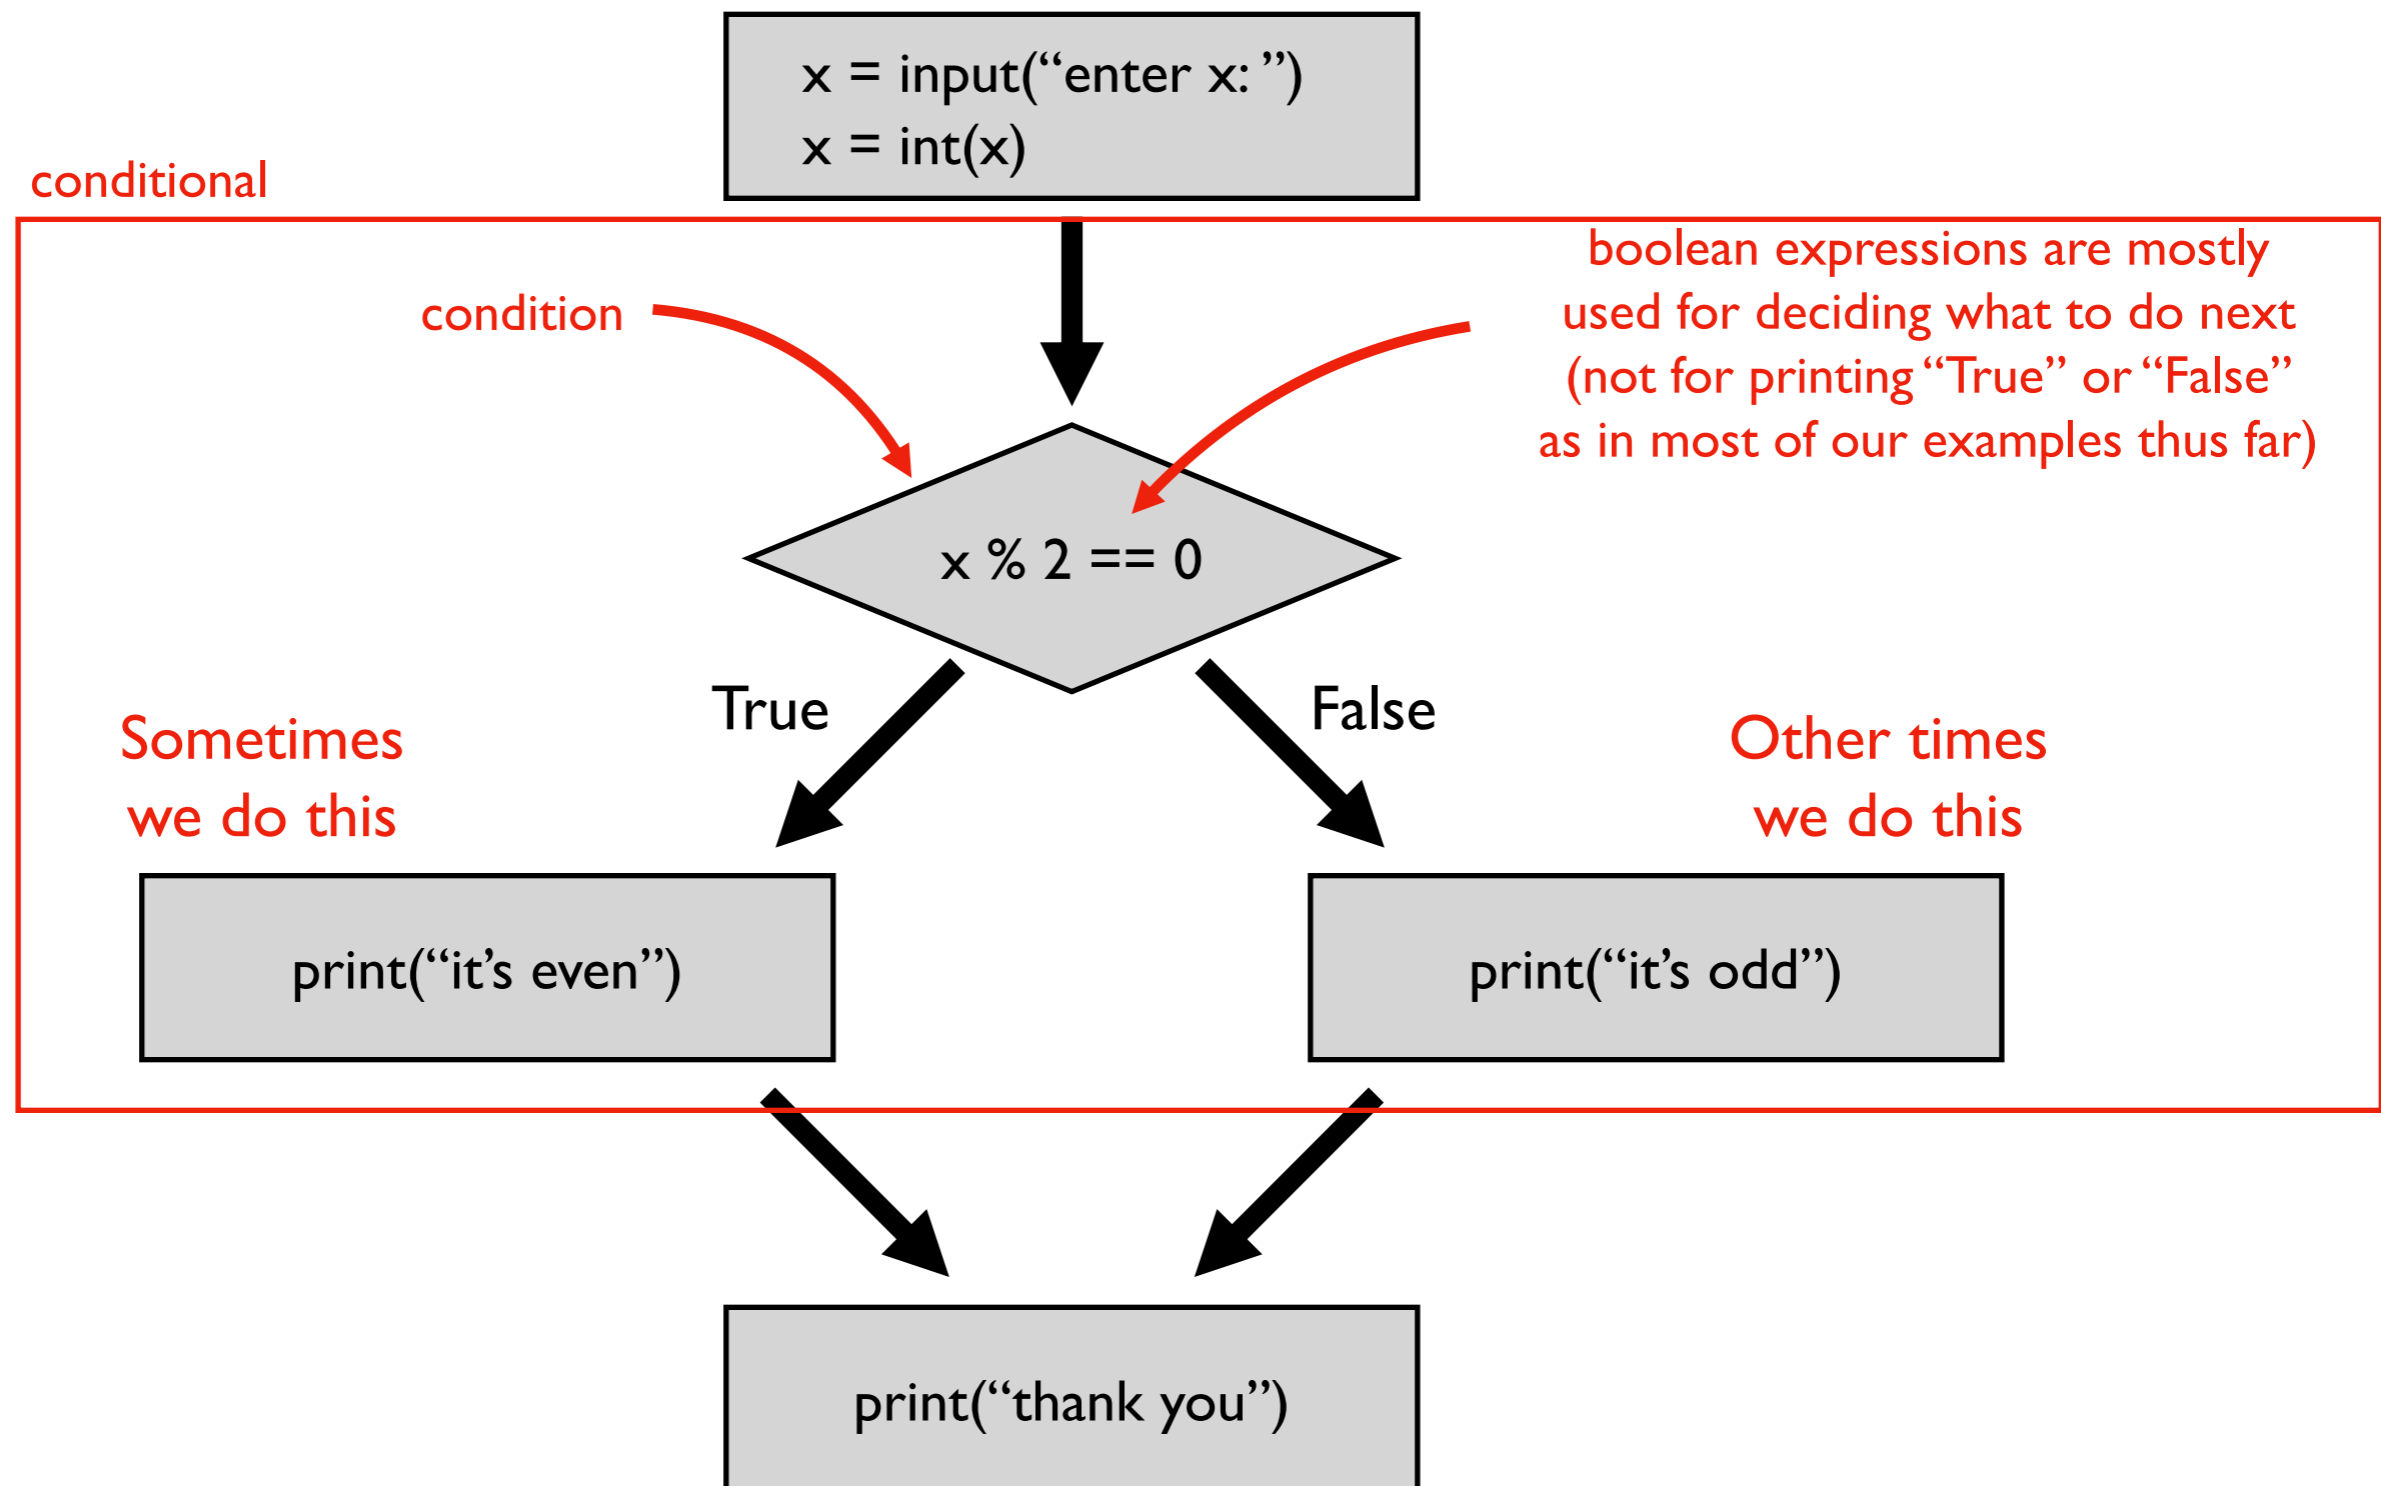 x = input(“enter x: ”)
x = int(x)
conditional
condition
boolean expressions are mostly
used for deciding what to do next
(not for printing “True” or “False”
as in most of our examples thus far)
x % 2 == 0
True
False
Sometimes
we do this
Other times
we do this
print(“it’s even”)
print(“it’s odd”)
print(“thank you”)